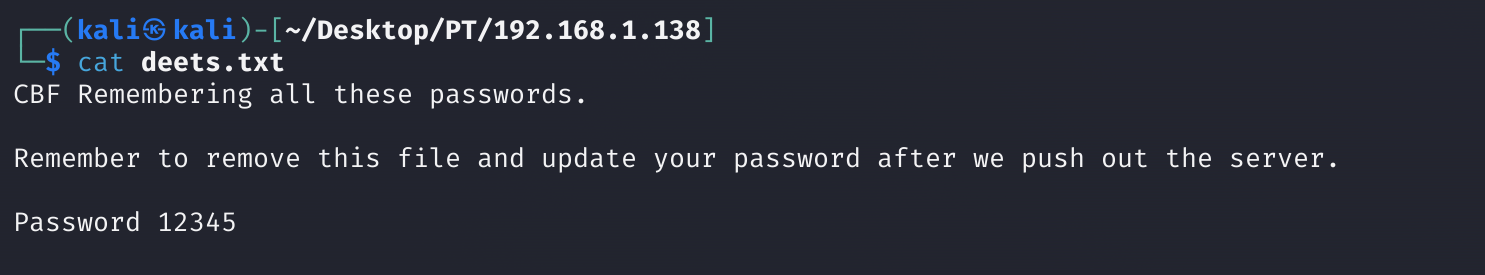 ┌──(kali㉿kali)-[~/Desktop/PT/192.168.1.138]
└─$ cat deets.txt
CBF Remembering all these passwords.
Remember to remove this file and update your password after we push out the server.
Password 12345